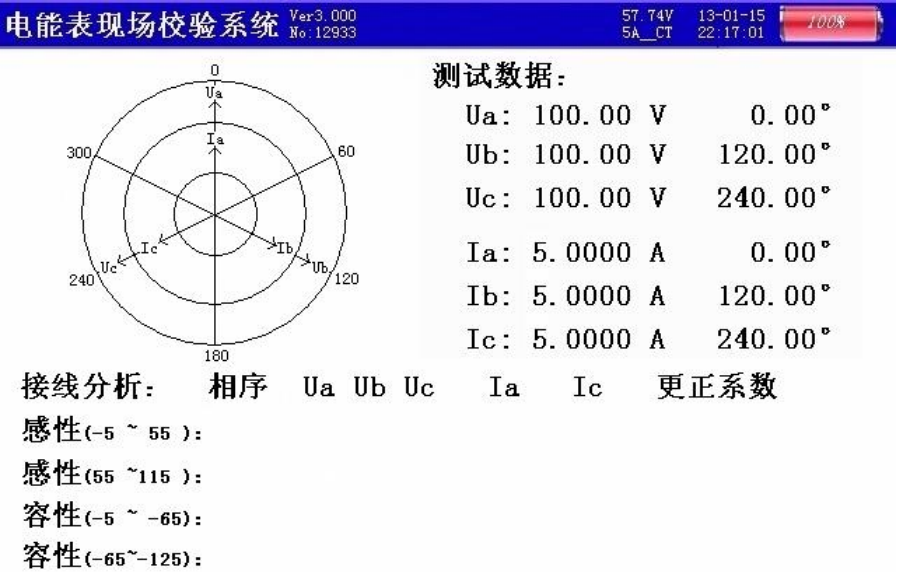 电能表现场校验系统 Ver3.000 No:12933 57.74V 5A__CT 13-01-15 22:17:01 100%
测试数据:
0
Ua
Ia
300
60
Uc
Ic
Ib
Ub
240
120
180
Ua: 100.00 V 0.00°
Ub: 100.00 V 120.00°
Uc: 100.00 V 240.00°
Ia: 5.0000 A 0.00°
Ib: 5.0000 A 120.00°
Ic: 5.0000 A 240.00°
接线分析: 相序 Ua Ub Uc Ia Ic 更正系数
感性(-5 ~ 55 ):
感性(55 ~115 ):
容性(-5 ~ -65):
容性(-65~-125):